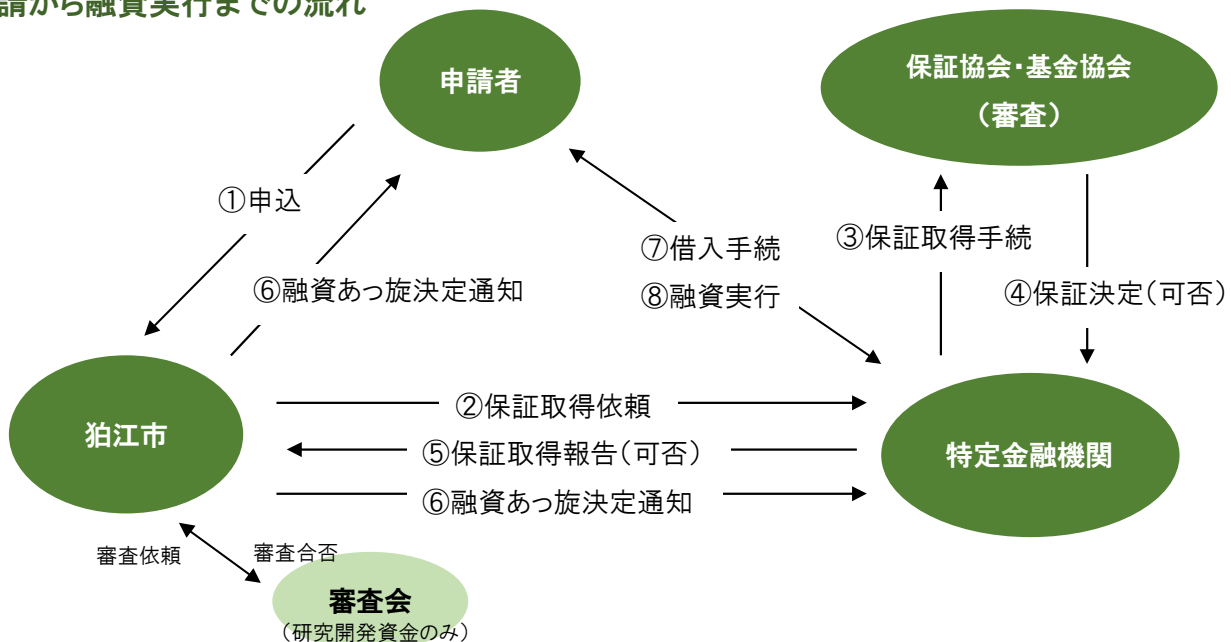 請から融資実行までの流れ
申請者
保証協会・基金協会
（審査）
①申込
⑥融資あっ旋決定通知
⑦借入手続
⑧融資実行
③保証取得手続
④保証決定（可否）
狛江市
②保証取得依頼
⑤保証取得報告（可否）
⑥融資あっ旋決定通知
特定金融機関
審査依頼
審査合否
審査会
（研究開発資金のみ）